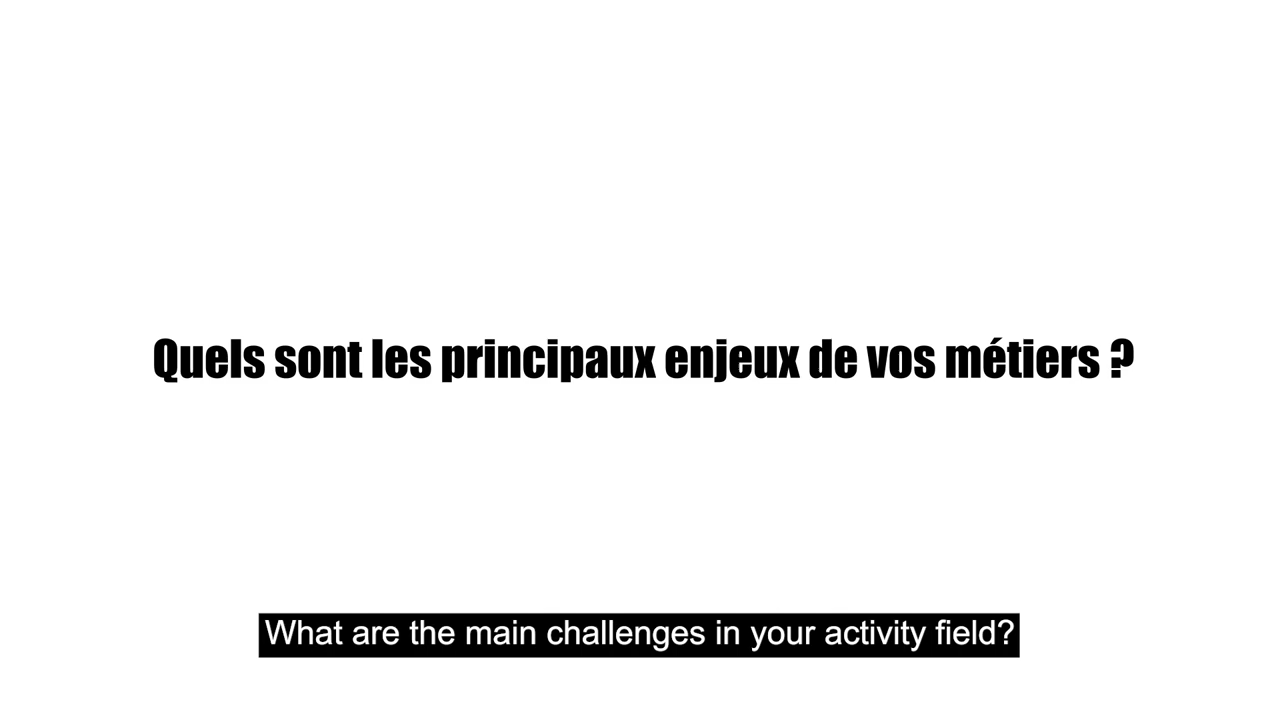 Quels sont les principaux enjeux de vos métiers ?
What are the main challenges in your activity field?